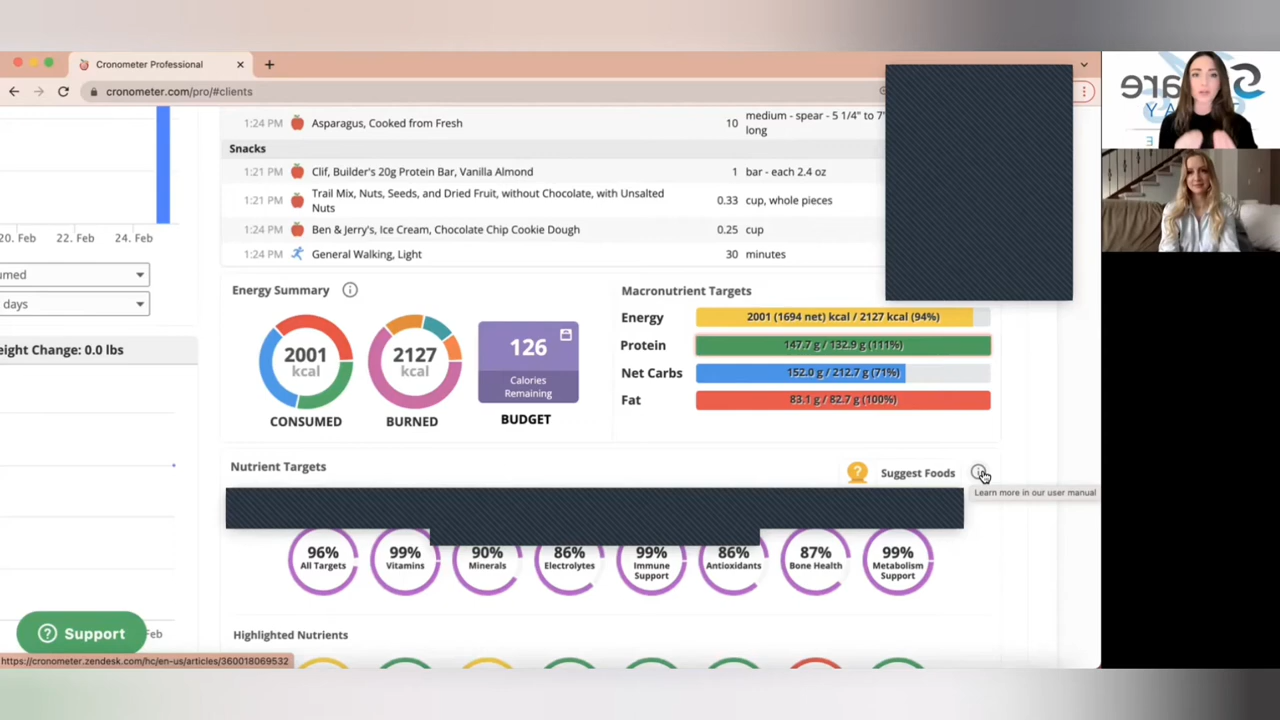 Cronometer Professional
cronometer.com/pro/#clients
1:24 PM Asparagus, Cooked from Fresh 10 medium - spear - 5 1/4" to 7"
long
Snacks
1:21 PM Clif, Builder's 20g Protein Bar, Vanilla Almond 1 bar - each 2.4 oz
1:21 PM Trail Mix, Nuts, Seeds, and Dried Fruit, without Chocolate, with Unsalted
Nuts 0.33 cup, whole pieces
1:24 PM Ben & Jerry's, Ice Cream, Chocolate Chip Cookie Dough 0.25 cup
1:24 PM General Walking, Light 30 minutes
20. Feb 22. Feb 24. Feb
umed
days
eight Change: 0.0 lbs
Energy Summary
2001
kcal
CONSUMED
2127
kcal
BURNED
126
Calories
Remaining
BUDGET
Macronutrient Targets
Energy 2001 (1694 net) kcal / 2127 kcal (94%)
Protein 147.7 g / 132.9 g (111%)
Net Carbs 152.0 g / 212.7 g (71%)
Fat 83.1 g / 82.7 g (100%)
Nutrient Targets
? Suggest Foods
Learn more in our user manual
96%
All Targets
99%
Vitamins
90%
Minerals
86%
Electrolytes
99%
Immune
Support
86%
Antioxidants
87%
Bone Health
99%
Metabolism
Support
Highlighted Nutrients
Support
Feb
https://cronometer.zendesk.com/hc/en-us/articles/360018069532